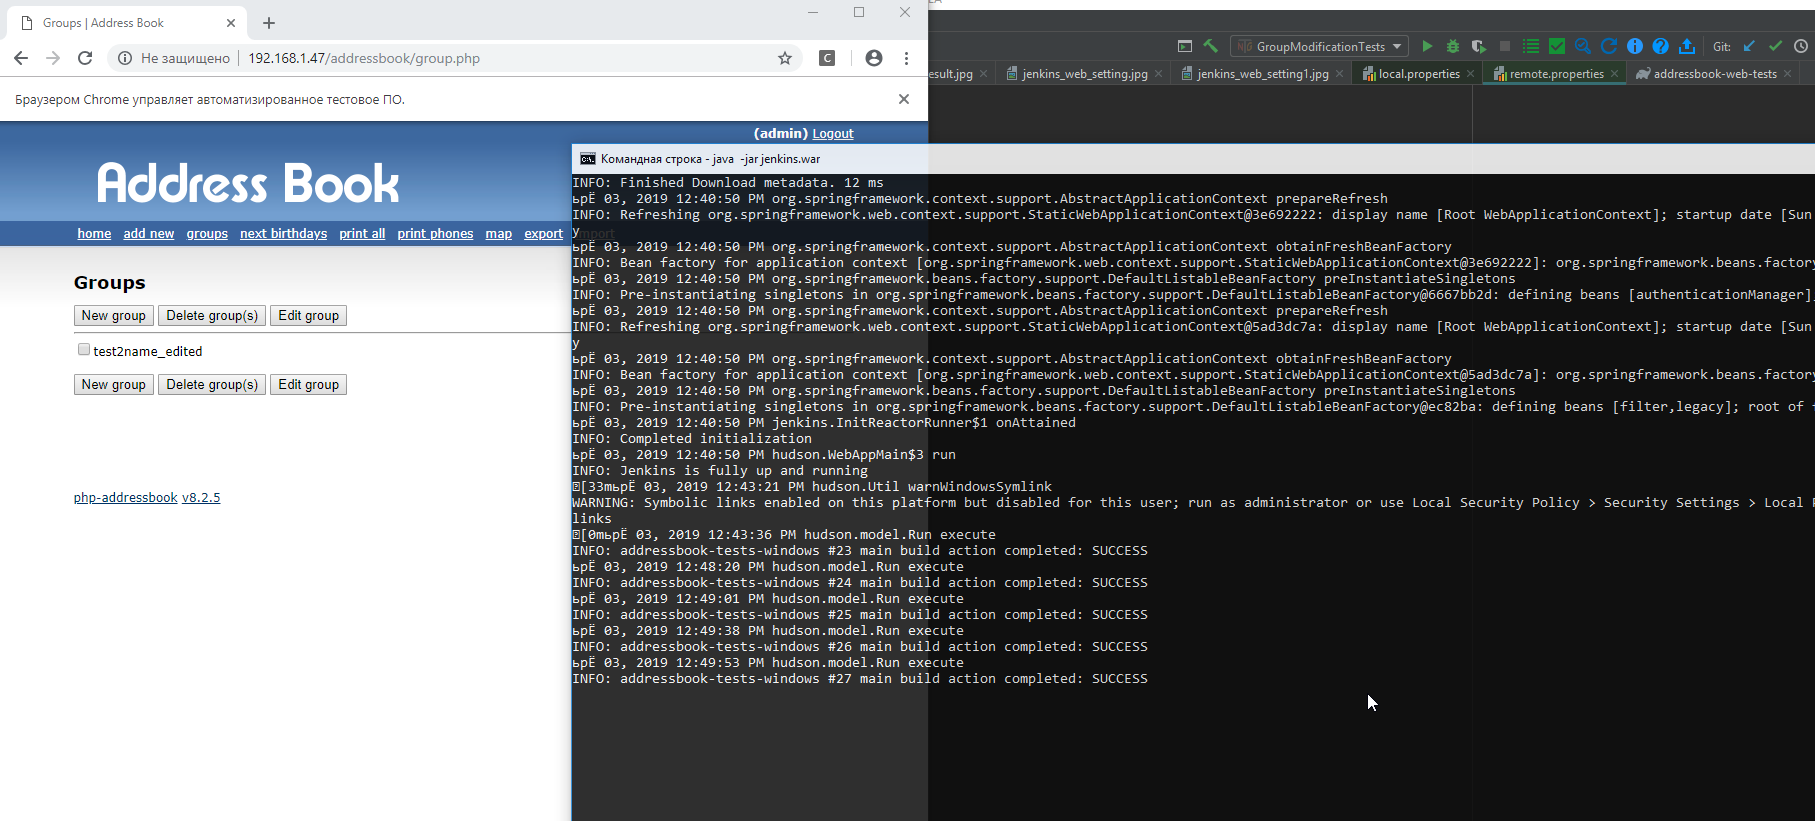 Groups | Address Book
Не защищено
192.168.1.47/addressbook/group.php
C
Браузером Chrome управляет автоматизированное тестовое ПО.
(admin) Logout
Address Book
home add new groups next birthdays print all print phones map export import
Groups
New group Delete group(s) Edit group
test2name_edited
New group Delete group(s) Edit group
php-addressbook v8.2.5
GroupModificationTests
Git:
esult.jpg jenkins_web_setting.jpg jenkins_web_setting1.jpg local.properties remote.properties addressbook-web-tests
Командная строка - java -jar jenkins.war
INFO: Finished Download metadata. 12 ms
ьрЁ 03, 2019 12:40:50 PM org.springframework.context.support.AbstractApplicationContext prepareRefresh
INFO: Refreshing org.springframework.web.context.support.StaticWebApplicationContext@3e692222: display name [Root WebApplicationContext]; startup date [Sun
y
ьрЁ 03, 2019 12:40:50 PM org.springframework.context.support.AbstractApplicationContext obtainFreshBeanFactory
INFO: Bean factory for application context [org.springframework.web.context.support.StaticWebApplicationContext@3e692222]: org.springframework.beans.factory
ьрЁ 03, 2019 12:40:50 PM org.springframework.beans.factory.support.DefaultListableBeanFactory preInstantiateSingletons
INFO: Pre-instantiating singletons in org.springframework.beans.factory.support.DefaultListableBeanFactory@6667bb2d: defining beans [authenticationManager];
ьрЁ 03, 2019 12:40:50 PM org.springframework.context.support.AbstractApplicationContext prepareRefresh
INFO: Refreshing org.springframework.web.context.support.StaticWebApplicationContext@5ad3dc7a: display name [Root WebApplicationContext]; startup date [Sun
y
ьрЁ 03, 2019 12:40:50 PM org.springframework.context.support.AbstractApplicationContext obtainFreshBeanFactory
INFO: Bean factory for application context [org.springframework.web.context.support.StaticWebApplicationContext@5ad3dc7a]: org.springframework.beans.factory
ьрЁ 03, 2019 12:40:50 PM org.springframework.beans.factory.support.DefaultListableBeanFactory preInstantiateSingletons
INFO: Pre-instantiating singletons in org.springframework.beans.factory.support.DefaultListableBeanFactory@ec82ba: defining beans [filter,legacy]; root of
ьрЁ 03, 2019 12:40:50 PM jenkins.InitReactorRunner$1 onAttained
INFO: Completed initialization
ьрЁ 03, 2019 12:40:50 PM hudson.WebAppMain$3 run
INFO: Jenkins is fully up and running
[33mьрЁ 03, 2019 12:43:21 PM hudson.Util warnWindowsSymlink
WARNING: Symbolic links enabled on this platform but disabled for this user; run as administrator or use Local Security Policy > Security Settings > Local
links
[0mьрЁ 03, 2019 12:43:36 PM hudson.model.Run execute
INFO: addressbook-tests-windows #23 main build action completed: SUCCESS
ьрЁ 03, 2019 12:48:20 PM hudson.model.Run execute
INFO: addressbook-tests-windows #24 main build action completed: SUCCESS
ьрЁ 03, 2019 12:49:01 PM hudson.model.Run execute
INFO: addressbook-tests-windows #25 main build action completed: SUCCESS
ьрЁ 03, 2019 12:49:38 PM hudson.model.Run execute
INFO: addressbook-tests-windows #26 main build action completed: SUCCESS
ьрЁ 03, 2019 12:49:53 PM hudson.model.Run execute
INFO: addressbook-tests-windows #27 main build action completed: SUCCESS